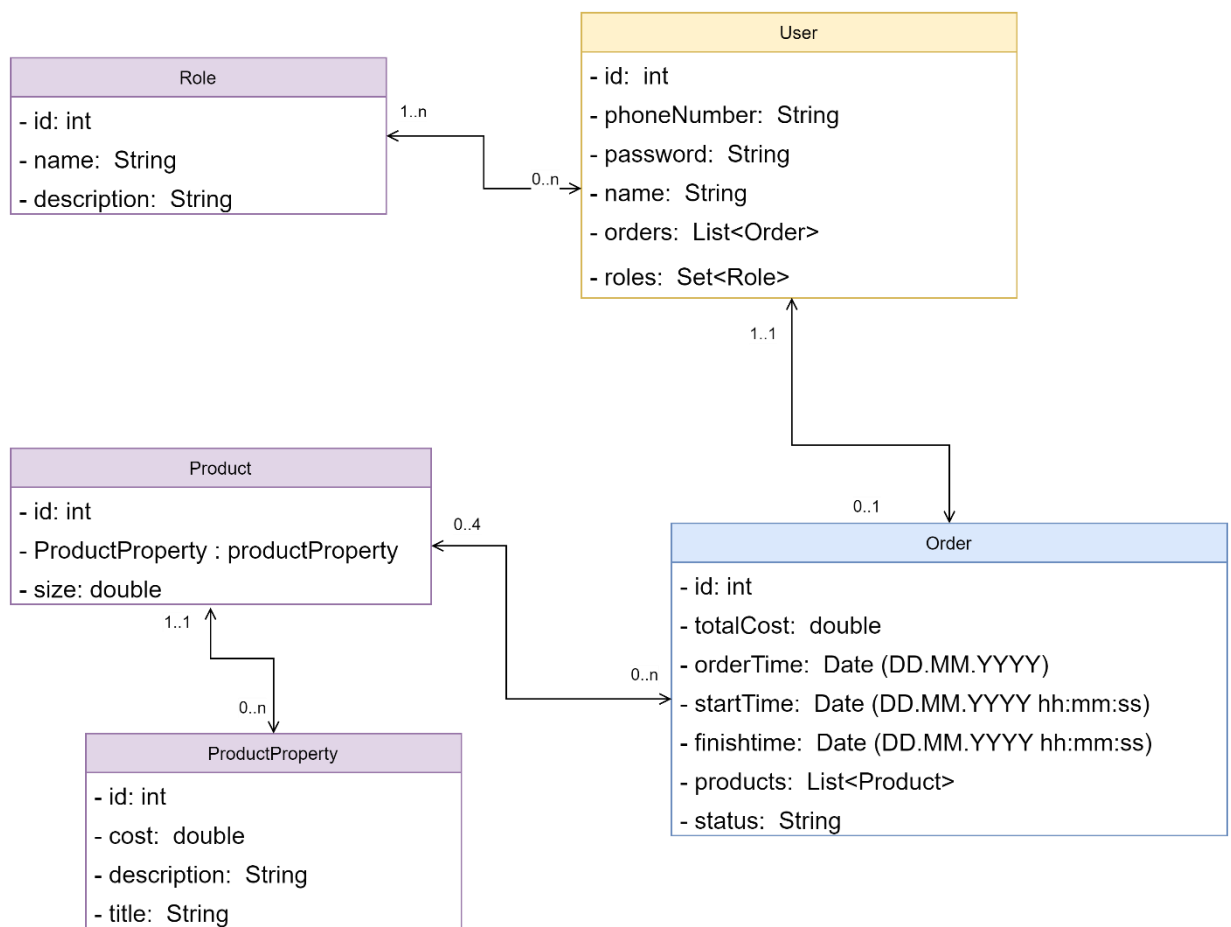 User
- id: int
- phoneNumber: String
- password: String
- name: String
- orders: List<Order>
- roles: Set<Role>
Role
- id: int
- name: String
- description: String
1..n
0..n
1..1
0..1
Product
- id: int
- ProductProperty : productProperty
- size: double
0..4
0..n
1..1
0..n
Order
- id: int
- totalCost: double
- orderTime: Date (DD.MM.YYYY)
- startTime: Date (DD.MM.YYYY hh:mm:ss)
- finishtime: Date (DD.MM.YYYY hh:mm:ss)
- products: List<Product>
- status: String
ProductProperty
- id: int
- cost: double
- description: String
- title: String